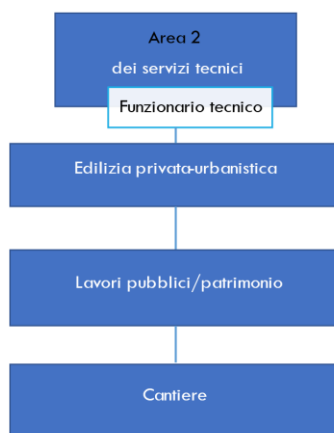 Area 2
dei servizi tecnici
Funzionario tecnico
Edilizia privata-urbanistica
Lavori pubblici/patrimonio
Cantiere